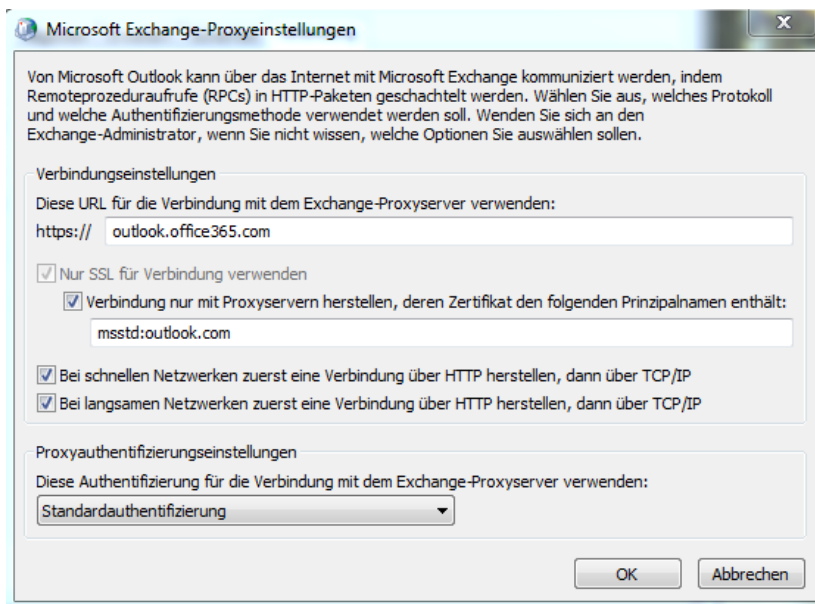 Microsoft Exchange-Proxyeinstellungen
Von Microsoft Outlook kann über das Internet mit Microsoft Exchange kommuniziert werden, indem
Remoteprozeduraufrufe (RPCs) in HTTP-Paketen geschachtelt werden. Wählen Sie aus, welches Protokoll
und welche Authentifizierungsmethode verwendet werden soll. Wenden Sie sich an den
Exchange-Administrator, wenn Sie nicht wissen, welche Optionen Sie auswählen sollen.
Verbindungseinstellungen
Diese URL für die Verbindung mit dem Exchange-Proxyserver verwenden:
https:// outlook.office365.com
Nur SSL für Verbindung verwenden
Verbindung nur mit Proxyservern herstellen, deren Zertifikat den folgenden Prinzipalnamen enthält:
msstd:outlook.com
Bei schnellen Netzwerken zuerst eine Verbindung über HTTP herstellen, dann über TCP/IP
Bei langsamen Netzwerken zuerst eine Verbindung über HTTP herstellen, dann über TCP/IP
Proxyauthentifizierungseinstellungen
Diese Authentifizierung für die Verbindung mit dem Exchange-Proxyserver verwenden:
Standardauthentifizierung
OK Abbrechen